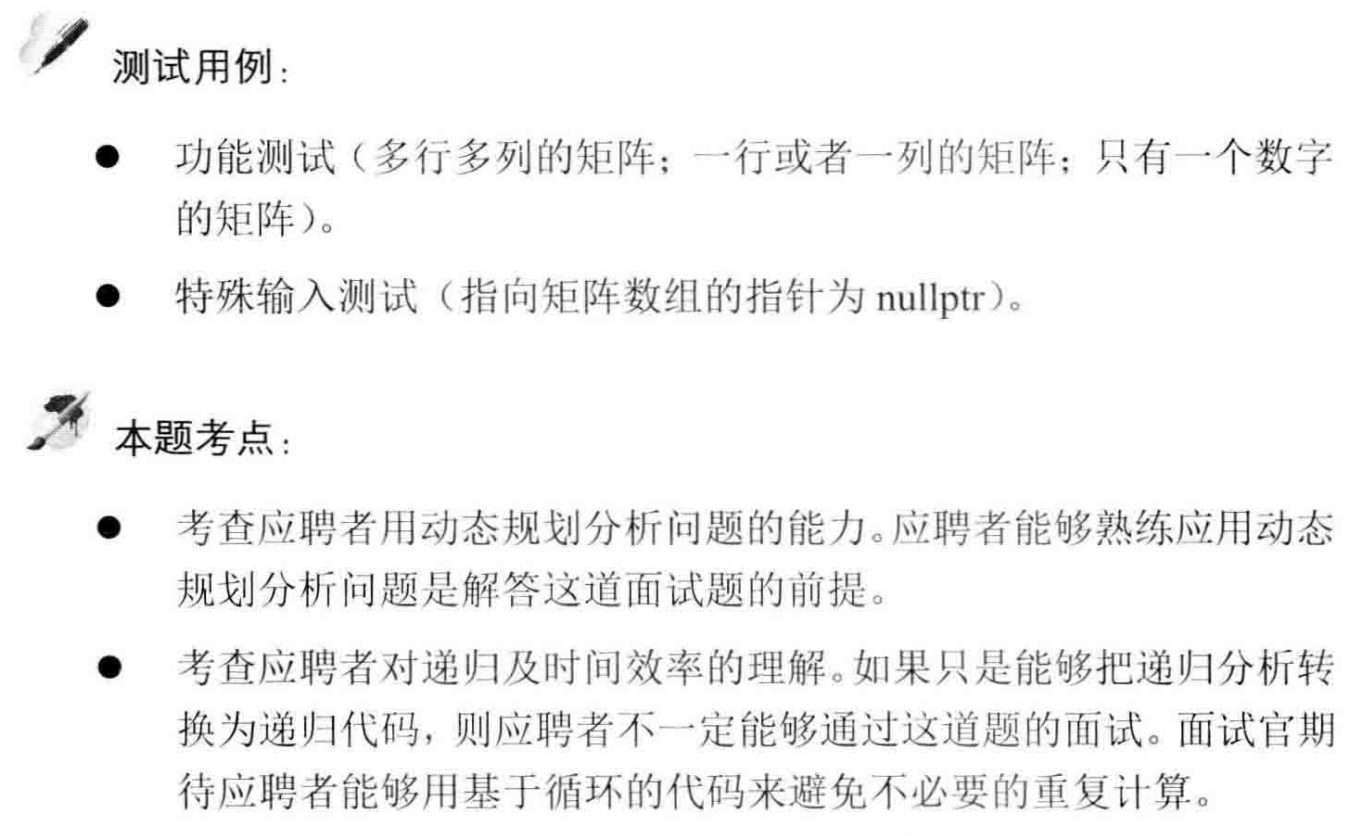 测试用例：
● 功能测试（多行多列的矩阵；一行或者一列的矩阵；只有一个数字
的矩阵）。
● 特殊输入测试（指向矩阵数组的指针为 nullptr）。
本题考点：
● 考查应聘者用动态规划分析问题的能力。应聘者能够熟练应用动态
规划分析问题是解答这道面试题的前提。
● 考查应聘者对递归及时间效率的理解。如果只是能够把递归分析转
换为递归代码，则应聘者不一定能够通过这道题的面试。面试官期
待应聘者能够用基于循环的代码来避免不必要的重复计算。